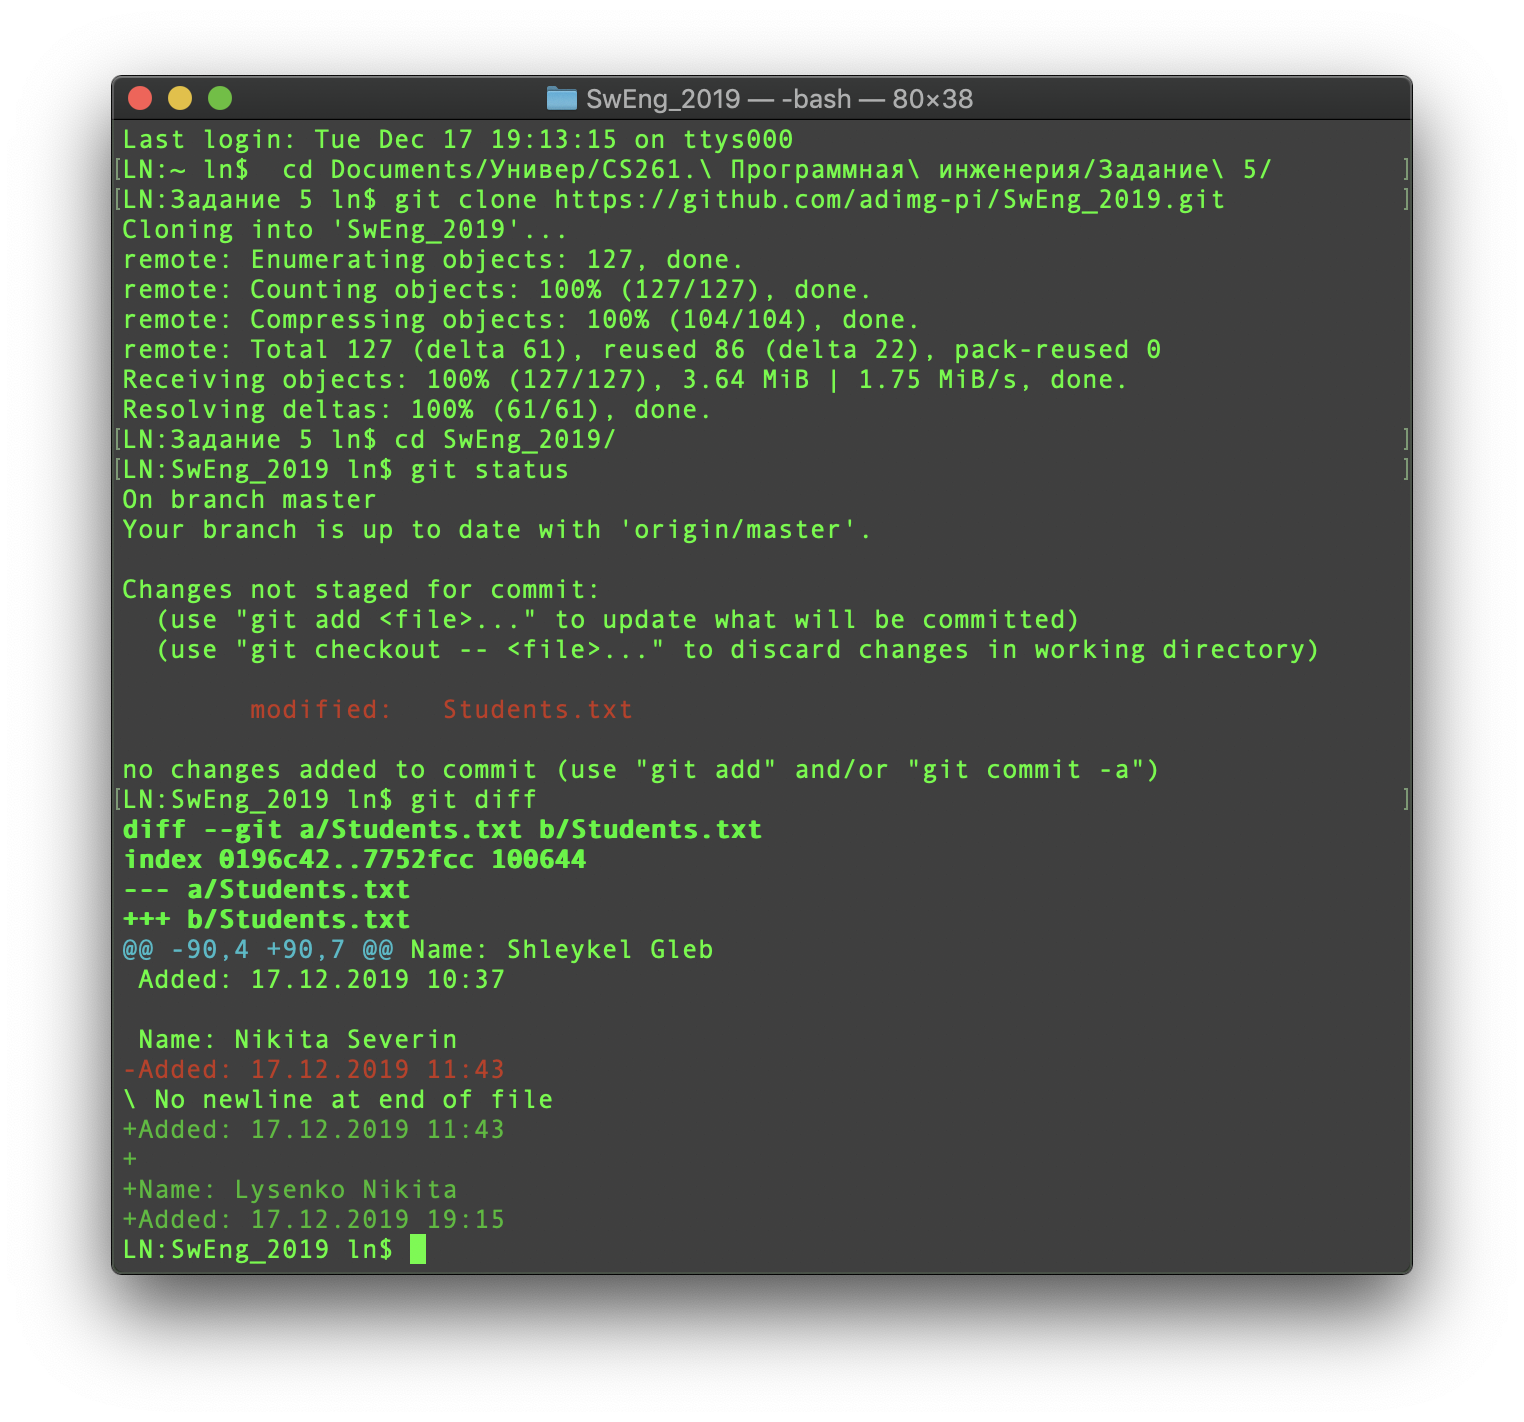 SwEng_2019 — -bash — 80×38
Last login: Tue Dec 17 19:13:15 on ttys000
[LN:~ ln$  cd Documents/Универ/CS261.\ Программная\ инженерия/Задание\ 5/ ]
[LN:Задание 5 ln$ git clone https://github.com/adimg-pi/SwEng_2019.git ]
Cloning into 'SwEng_2019'...
remote: Enumerating objects: 127, done.
remote: Counting objects: 100% (127/127), done.
remote: Compressing objects: 100% (104/104), done.
remote: Total 127 (delta 61), reused 86 (delta 22), pack-reused 0
Receiving objects: 100% (127/127), 3.64 MiB | 1.75 MiB/s, done.
Resolving deltas: 100% (61/61), done.
[LN:Задание 5 ln$ cd SwEng_2019/ ]
[LN:SwEng_2019 ln$ git status ]
On branch master
Your branch is up to date with 'origin/master'.

Changes not staged for commit:
  (use "git add <file>..." to update what will be committed)
  (use "git checkout -- <file>..." to discard changes in working directory)

        modified:   Students.txt

no changes added to commit (use "git add" and/or "git commit -a")
[LN:SwEng_2019 ln$ git diff ]
diff --git a/Students.txt b/Students.txt
index 0196c42..7752fcc 100644
--- a/Students.txt
+++ b/Students.txt
@@ -90,4 +90,7 @@ Name: Shleykel Gleb
 Added: 17.12.2019 10:37

 Name: Nikita Severin
-Added: 17.12.2019 11:43
\ No newline at end of file
+Added: 17.12.2019 11:43
+
+Name: Lysenko Nikita
+Added: 17.12.2019 19:15
LN:SwEng_2019 ln$